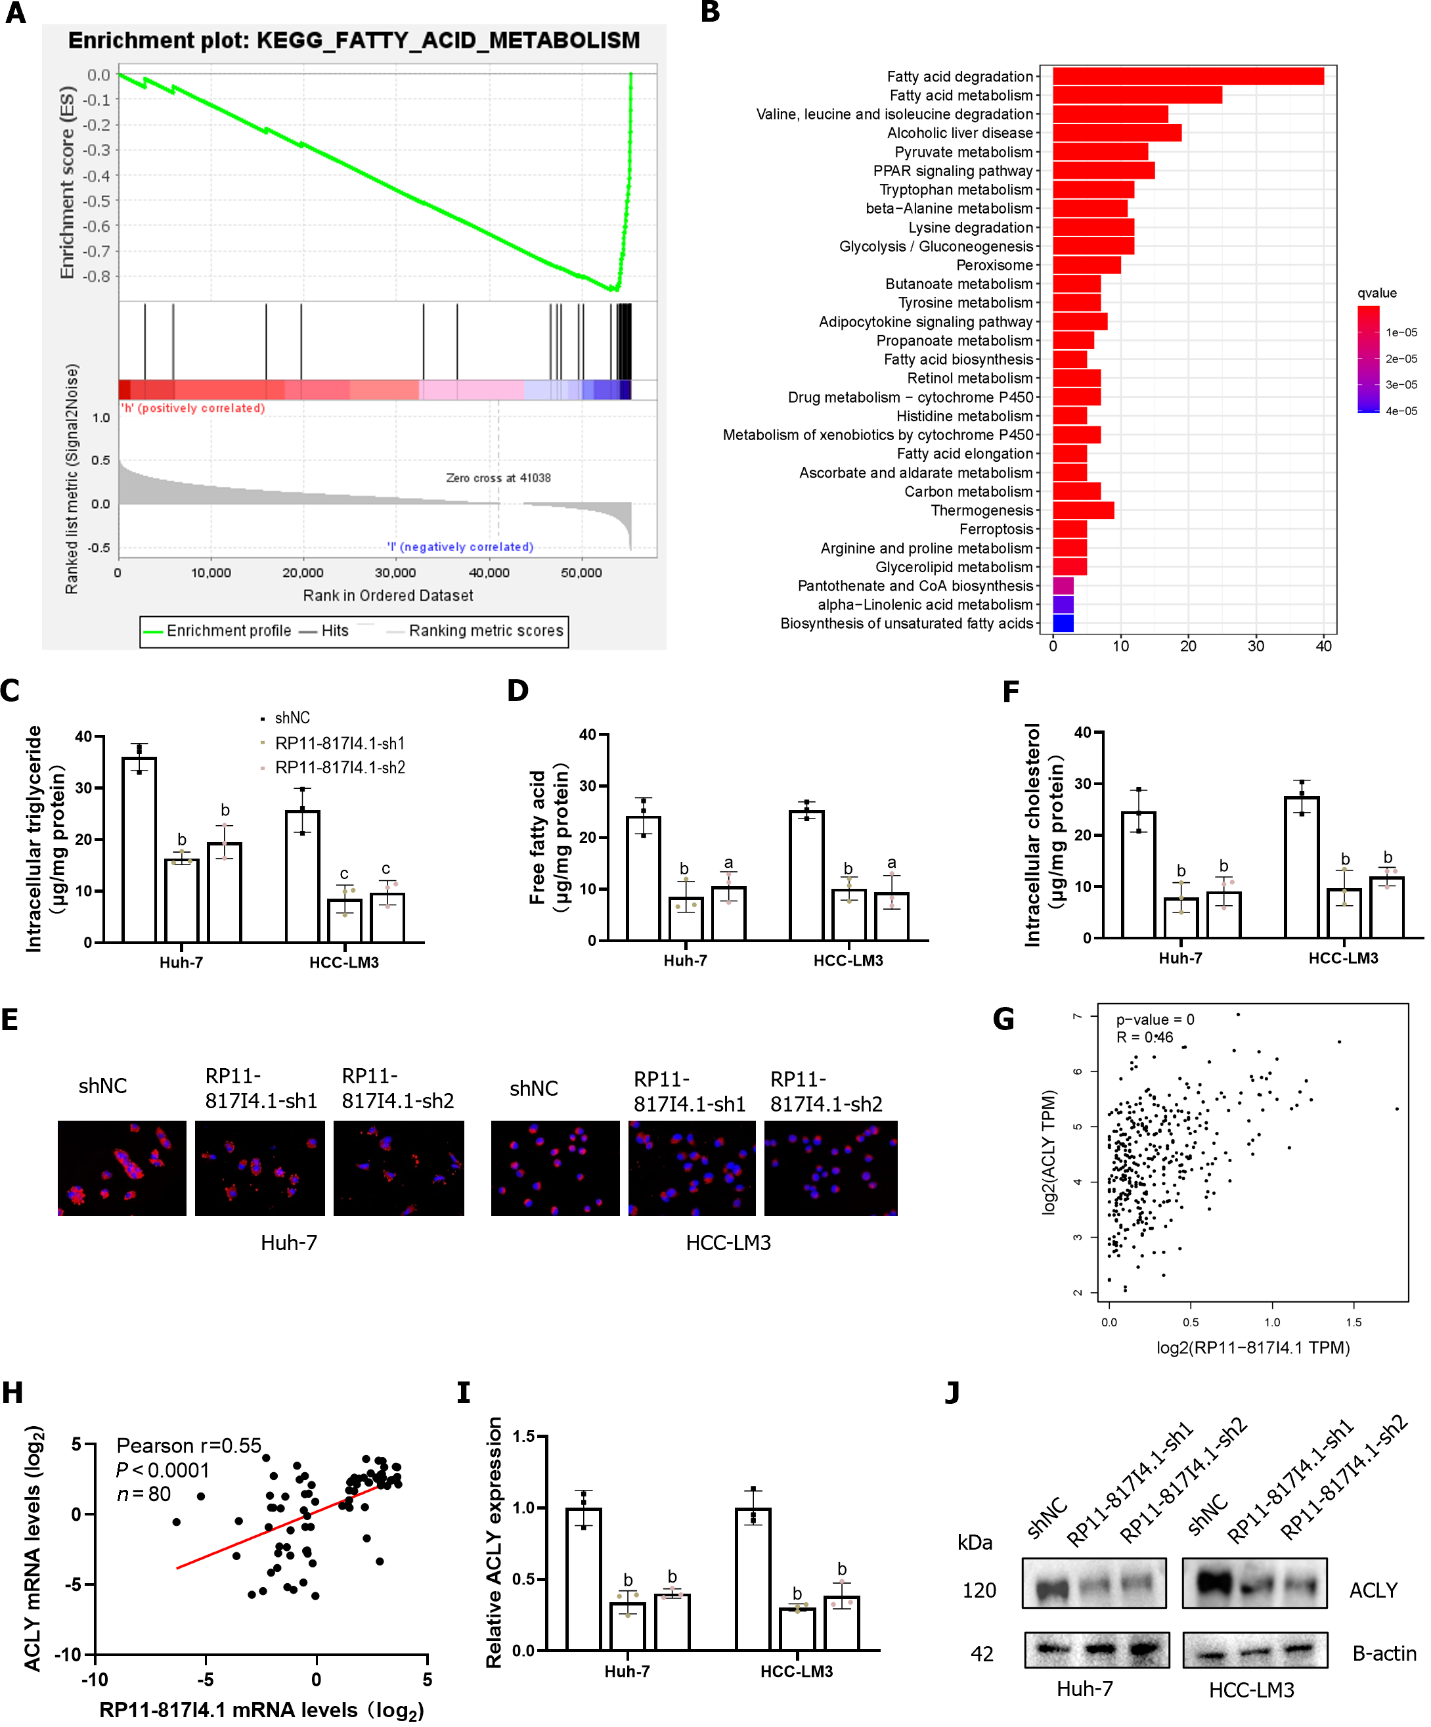 A
Enrichment plot: KEGG_FATTY_ACID_METABOLISM
Enrichment score (ES)
0.0
-0.1
-0.2
-0.3
-0.4
-0.5
-0.6
-0.7
-0.8
'h' (positively correlated)
Ranked list metric (Signal2Noise)
1.0
0.5
0.0
-0.5
Zero cross at 41038
'l' (negatively correlated)
0 10,000 20,000 30,000 40,000 50,000
Rank in Ordered Dataset
Enrichment profile Hits Ranking metric scores
B
Fatty acid degradation
Fatty acid metabolism
Valine, leucine and isoleucine degradation
Alcoholic liver disease
Pyruvate metabolism
PPAR signaling pathway
Tryptophan metabolism
beta-Alanine metabolism
Lysine degradation
Glycolysis / Gluconeogenesis
Peroxisome
Butanoate metabolism
Tyrosine metabolism
Adipocytokine signaling pathway
Propanoate metabolism
Fatty acid biosynthesis
Retinol metabolism
Drug metabolism - cytochrome P450
Histidine metabolism
Metabolism of xenobiotics by cytochrome P450
Fatty acid elongation
Ascorbate and aldarate metabolism
Carbon metabolism
Thermogenesis
Ferroptosis
Arginine and proline metabolism
Glycerolipid metabolism
Pantothenate and CoA biosynthesis
alpha-Linolenic acid metabolism
Biosynthesis of unsaturated fatty acids
0 10 20 30 40
qvalue
1e-05
2e-05
3e-05
4e-05
C
Intracellular triglyceride
(μg/mg protein)
40
30
20
10
0
shNC
RP11-817I4.1-sh1
RP11-817I4.1-sh2
b b c c
Huh-7 HCC-LM3
D
Free fatty acid
(μg/mg protein)
40
30
20
10
0
b a b a
Huh-7 HCC-LM3
F
Intracellular cholesterol
(μg/mg protein)
40
30
20
10
0
b b b b
Huh-7 HCC-LM3
E
shNC
RP11-
817I4.1-sh1
RP11-
817I4.1-sh2
shNC
RP11-
817I4.1-sh1
RP11-
817I4.1-sh2
Huh-7 HCC-LM3
G
p-value = 0
R = 0.46
log2(ACLY TPM)
7
6
5
4
3
2
0.0 0.5 1.0 1.5
log2(RP11-817I4.1 TPM)
H
ACLY mRNA levels (log2)
Pearson r=0.55
P < 0.0001
n = 80
5
0
-5
-10
-10 -5 0 5
RP11-817I4.1 mRNA levels (log2)
I
Relative ACLY expression
1.5
1.0
0.5
0.0
b b b b
Huh-7 HCC-LM3
J
shNC
RP11-817I4.1-sh1
RP11-817I4.1-sh2
shNC
RP11-817I4.1-sh1
RP11-817I4.1-sh2
kDa
120 ACLY
42 B-actin
Huh-7 HCC-LM3